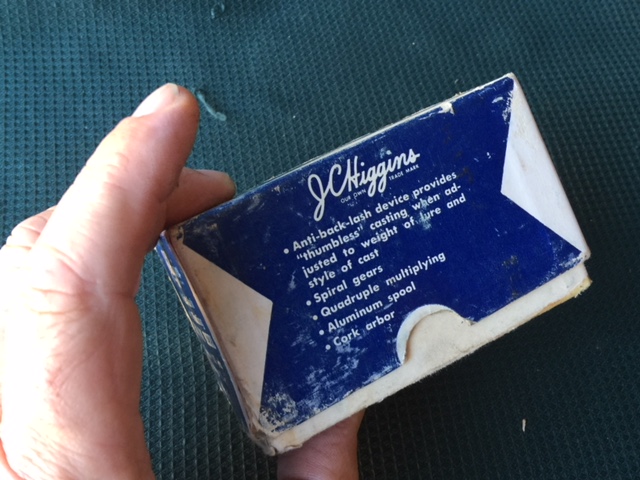 JCHiggins
OUR OWN TRADE MARK
• Anti-back-lash device provides
"thumbless" casting when ad-
justed to weight of lure and
style of cast
• Spiral gears
• Quadruple multiplying
• Aluminum spool
• Cork arbor